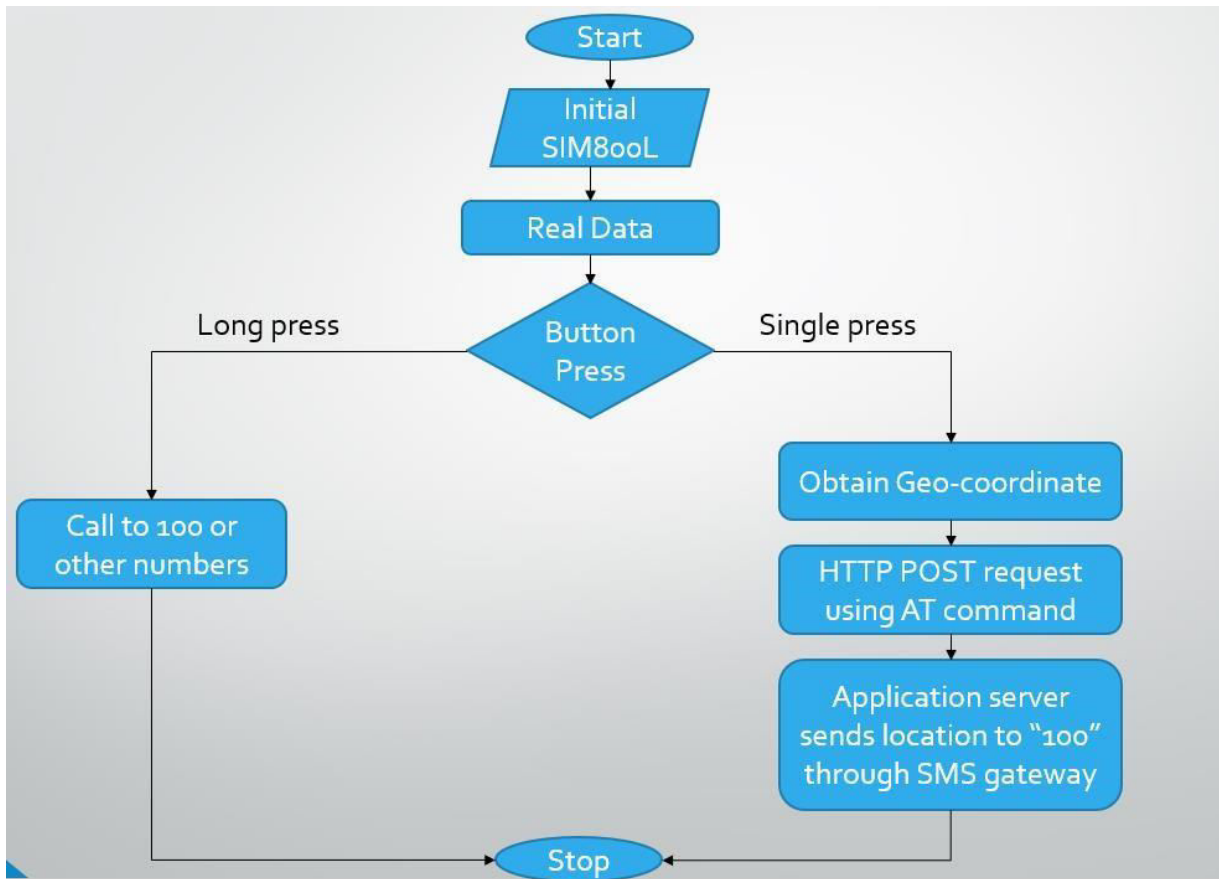 Start
Initial
SIM800L
Real Data
Button
Press
Long press
Single press
Call to 100 or
other numbers
Obtain Geo-coordinate
HTTP POST request
using AT command
Application server
sends location to “100”
through SMS gateway
Stop